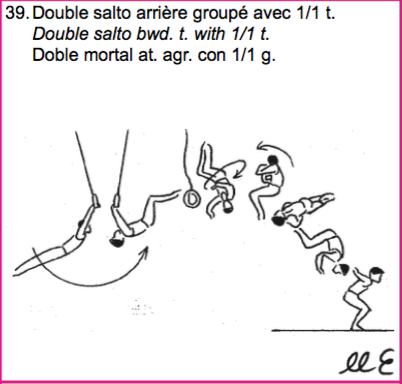 39. Double salto arrière groupé avec 1/1 t.
Double salto bwd. t. with 1/1 t.
Doble mortal at. agr. con 1/1 g.